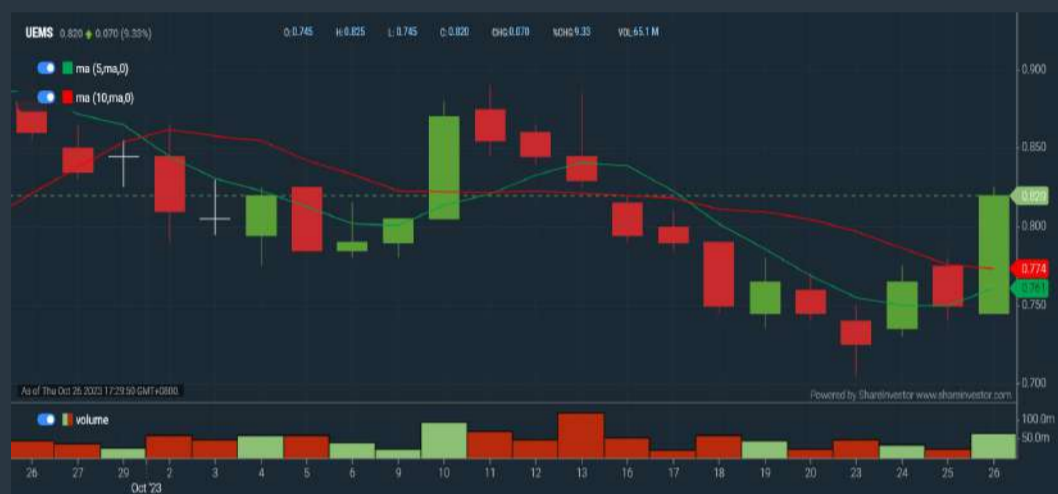 UEMS 0.820 0.070 (9.33%) O:0.745 H:0.825 L:0.745 C:0.820 CHG:0.070 %CHG:9.33 VOL:65.1 M
ma (5,ma,0)
ma (10,ma,0)
0.900
0.850
0.820
0.800
0.774
0.761
0.750
0.700
As of Thu Oct 26 2023 17:29:50 GMT+0800.
Powered by ShareInvestor www.shareinvestor.com
volume
100.0m
50.0m
26 27 29 2 3 4 5 6 9 10 11 12 13 16 17 18 19 20 23 24 25 26
Oct '23